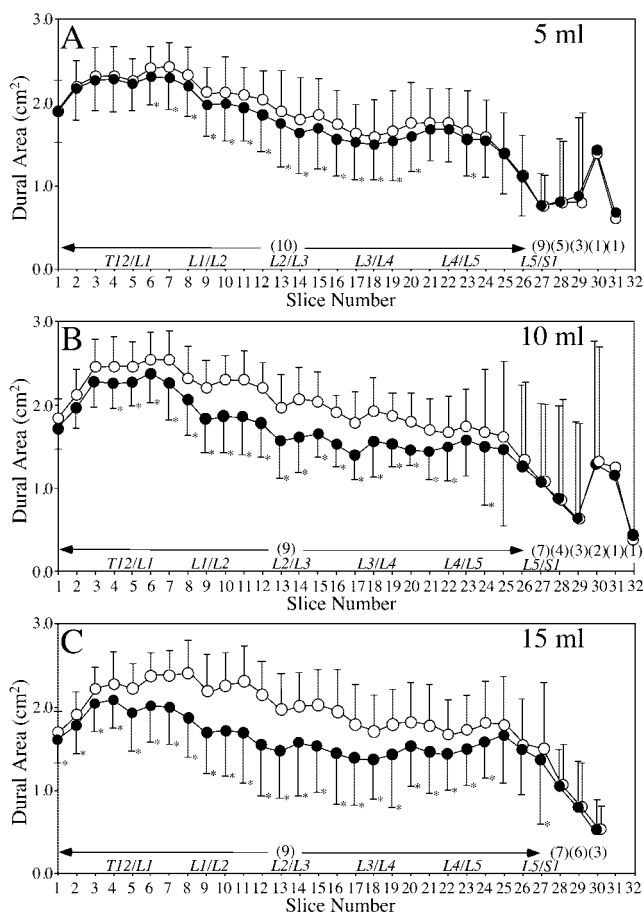 A
5 ml
3.0
2.0
1.0
0.0
Dural Area (cm²)
* * * * * * * * * * * * * * * *
(10) (9)(5)(3)(1)(1)
T12/L1 L1/L2 L2/L3 L3/L4 L4/L5 L5/S1
1 2 3 4 5 6 7 8 9 10 11 12 13 14 15 16 17 18 19 20 21 22 23 24 25 26 27 28 29 30 31 32
Slice Number
B
10 ml
3.0
2.0
1.0
0.0
Dural Area (cm²)
* * * * * * * * * * * * * * * * * * * *
(9) (7)(4)(3)(2)(1)(1)
T12/L1 L1/L2 L2/L3 L3/L4 L4/L5 L5/S1
1 2 3 4 5 6 7 8 9 10 11 12 13 14 15 16 17 18 19 20 21 22 23 24 25 26 27 28 29 30 31 32
Slice Number
C
15 ml
3.0
2.0
1.0
0.0
Dural Area (cm²)
* * * * * * * * * * * * * * * * * * * * * * *
(9) (7)(6)(3)
T12/L1 L1/L2 L2/L3 L3/L4 L4/L5 L5/S1
1 2 3 4 5 6 7 8 9 10 11 12 13 14 15 16 17 18 19 20 21 22 23 24 25 26 27 28 29 30 31 32
Slice Number